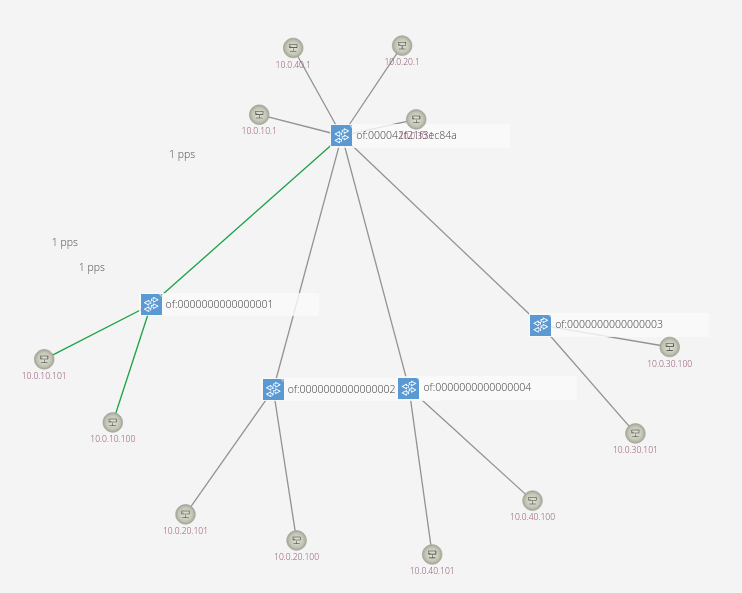 10.0.40.1
10.0.20.1
10.0.10.1
1 pps
1 pps
1 pps
of:0000000000000001
of:0000000000000003
10.0.30.100
10.0.10.101
of:0000000000000002
of:0000000000000004
10.0.10.100
10.0.30.101
10.0.20.101
10.0.40.100
10.0.20.100
10.0.40.101